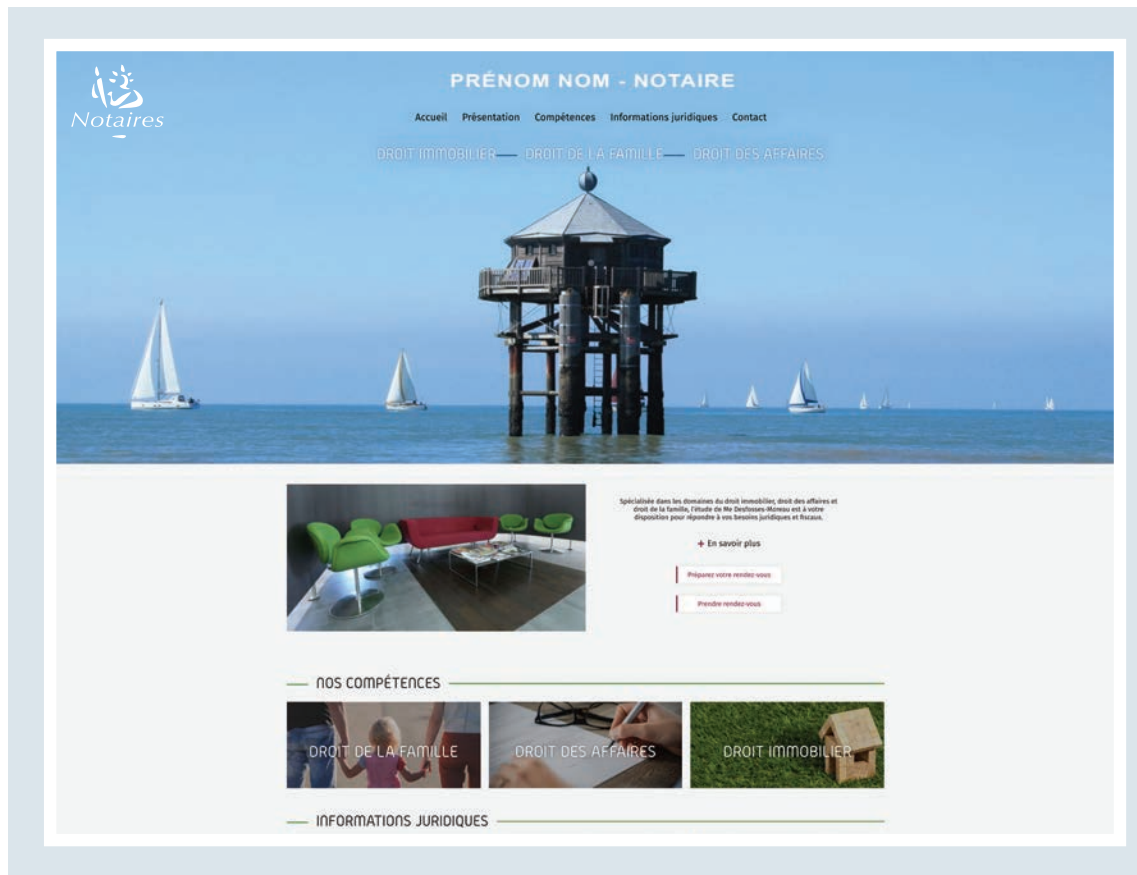 Notaires
PRÉNOM NOM - NOTAIRE
Accueil Présentation Compétences Informations juridiques Contact
DROIT IMMOBILIER DROIT DE LA FAMILLE DROIT DES AFFAIRES
Spécialisée dans les domaines du droit immobilier, droit des affaires et
droit de la famille, l'étude de Me Desfosses-Moreau est à votre
disposition pour répondre à vos besoins juridiques et fiscaux.
+ En savoir plus
Préparez votre rendez-vous
Prendre rendez-vous
NOS COMPÉTENCES
DROIT DE LA FAMILLE DROIT DES AFFAIRES DROIT IMMOBILIER
INFORMATIONS JURIDIQUES